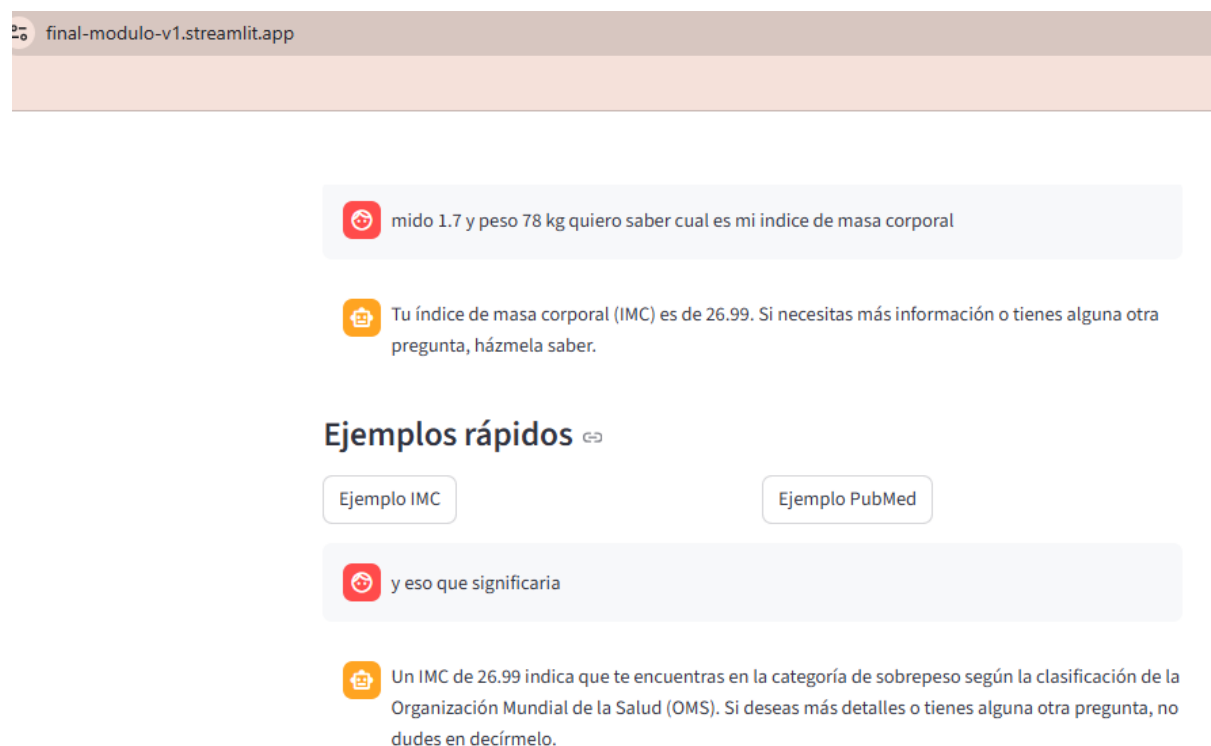 final-modulo-v1.streamlit.app
mido 1.7 y peso 78 kg quiero saber cual es mi indice de masa corporal
Tu índice de masa corporal (IMC) es de 26.99. Si necesitas más información o tienes alguna otra
pregunta, házmela saber.
Ejemplos rápidos
Ejemplo IMC
Ejemplo PubMed
y eso que significaria
Un IMC de 26.99 indica que te encuentras en la categoría de sobrepeso según la clasificación de la
Organización Mundial de la Salud (OMS). Si deseas más detalles o tienes alguna otra pregunta, no
dudes en decírmelo.